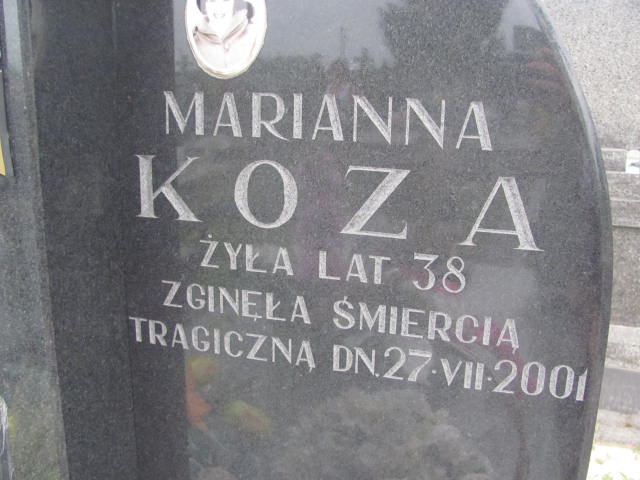 MARIANNA
KOZA
ŻYŁA LAT 38
ZGINĘŁA ŚMIERCIĄ
TRAGICZNĄ DN. 27·VII·2001